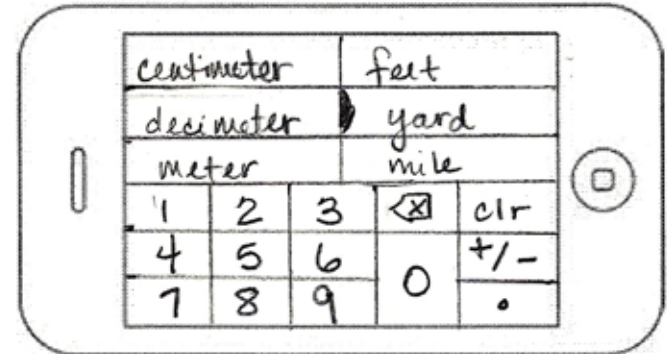 centimeter feet
decimeter yard
meter mile
1 2 3 X clr
4 5 6 +/-
0
7 8 9 .